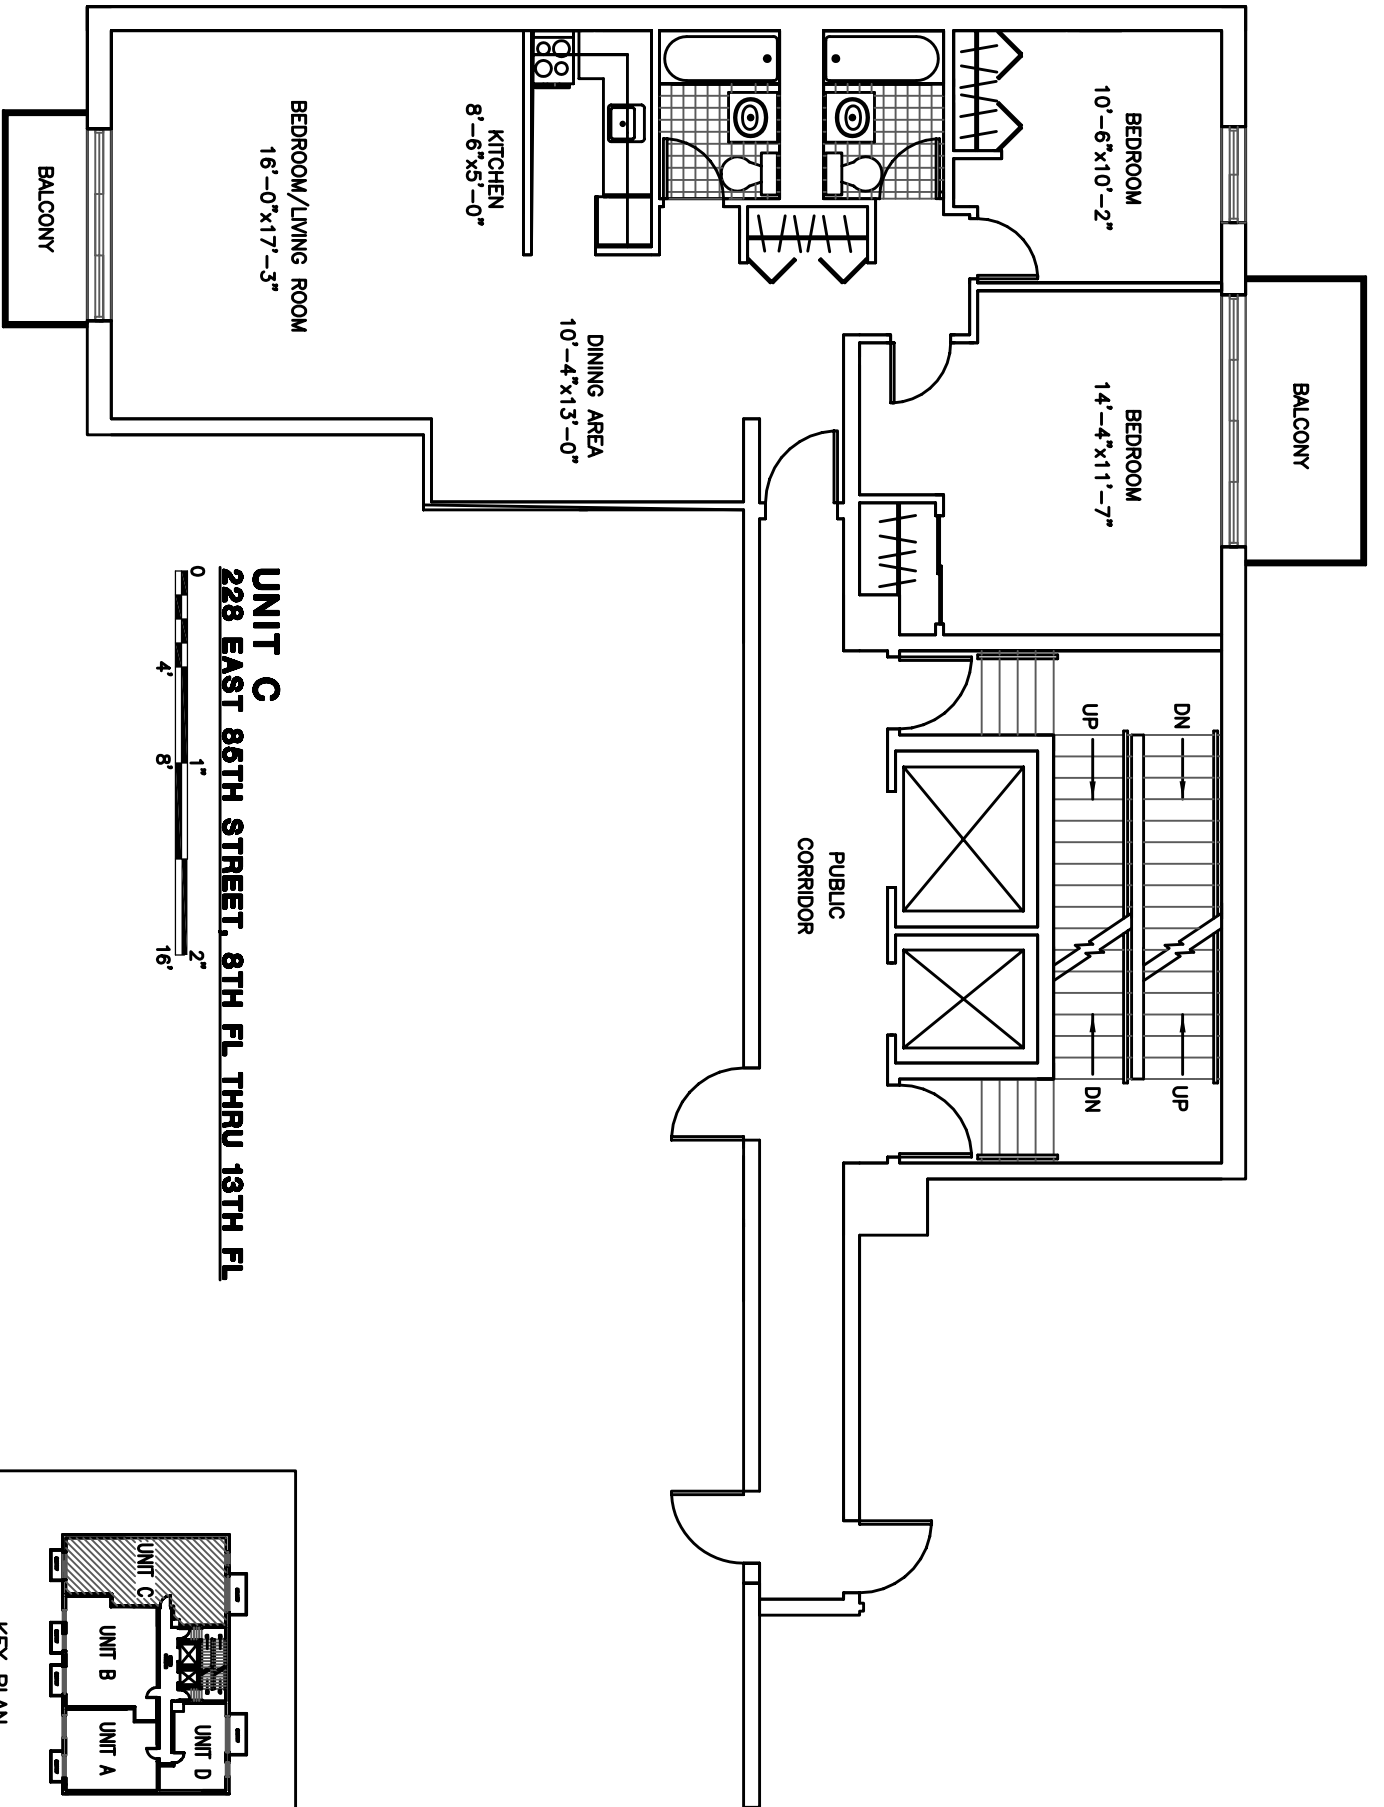 BALCONY
BEDROOM
10'-6"x10'-2"
BEDROOM
14'-4"x11'-7"
DN
UP
UP
DN
PUBLIC
CORRIDOR
KITCHEN
8'-6"x5'-0"
DINING AREA
10'-4"x13'-0"
BEDROOM/LIVING ROOM
16'-0"x17'-3"
BALCONY
UNIT C
228 EAST 85TH STREET, 8TH FL THRU 13TH FL
0 1" 2"
4' 8' 16'
UNIT C
UNIT D
UNIT B
UNIT A
KEY PLAN